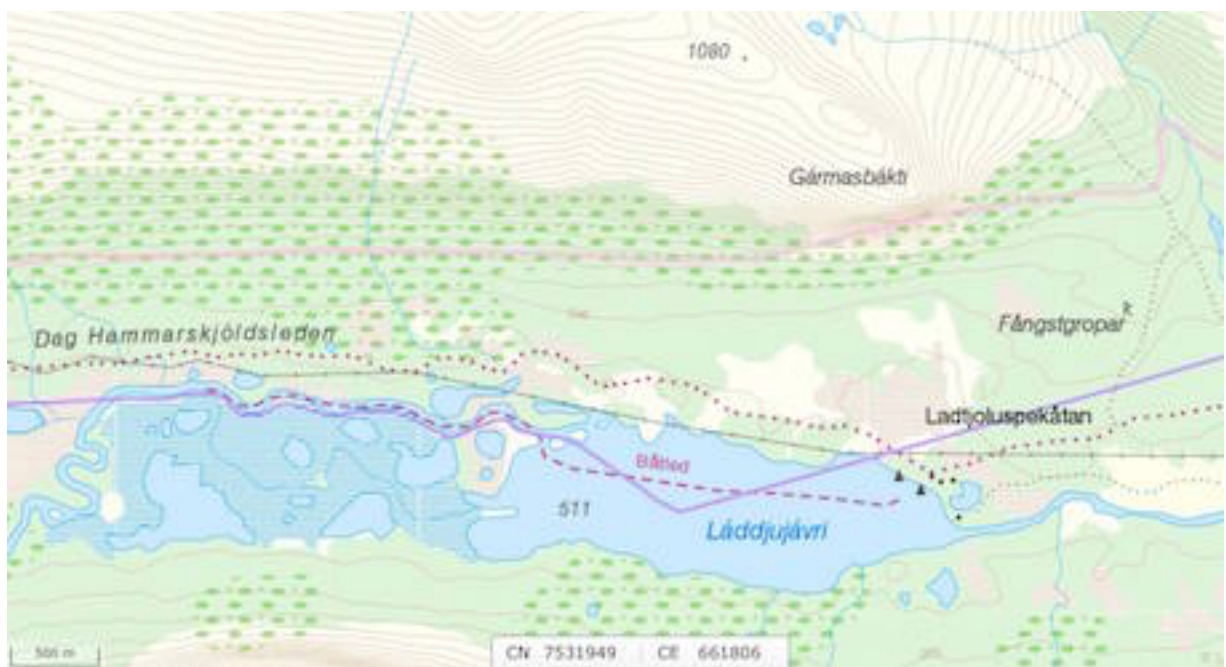 1080
Gármasbákti
Fångstgropar
R
Dag Hammarskjöldsleden
Ladtjoluspekåtan
Båtled
511
Láddjujávri
500 m
CN 7531949 CE 661806